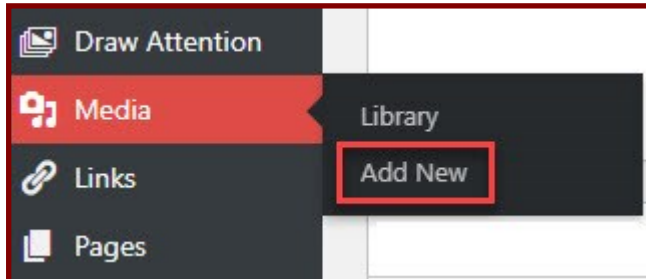 Draw Attention
Media
Library
Add New
Links
Pages